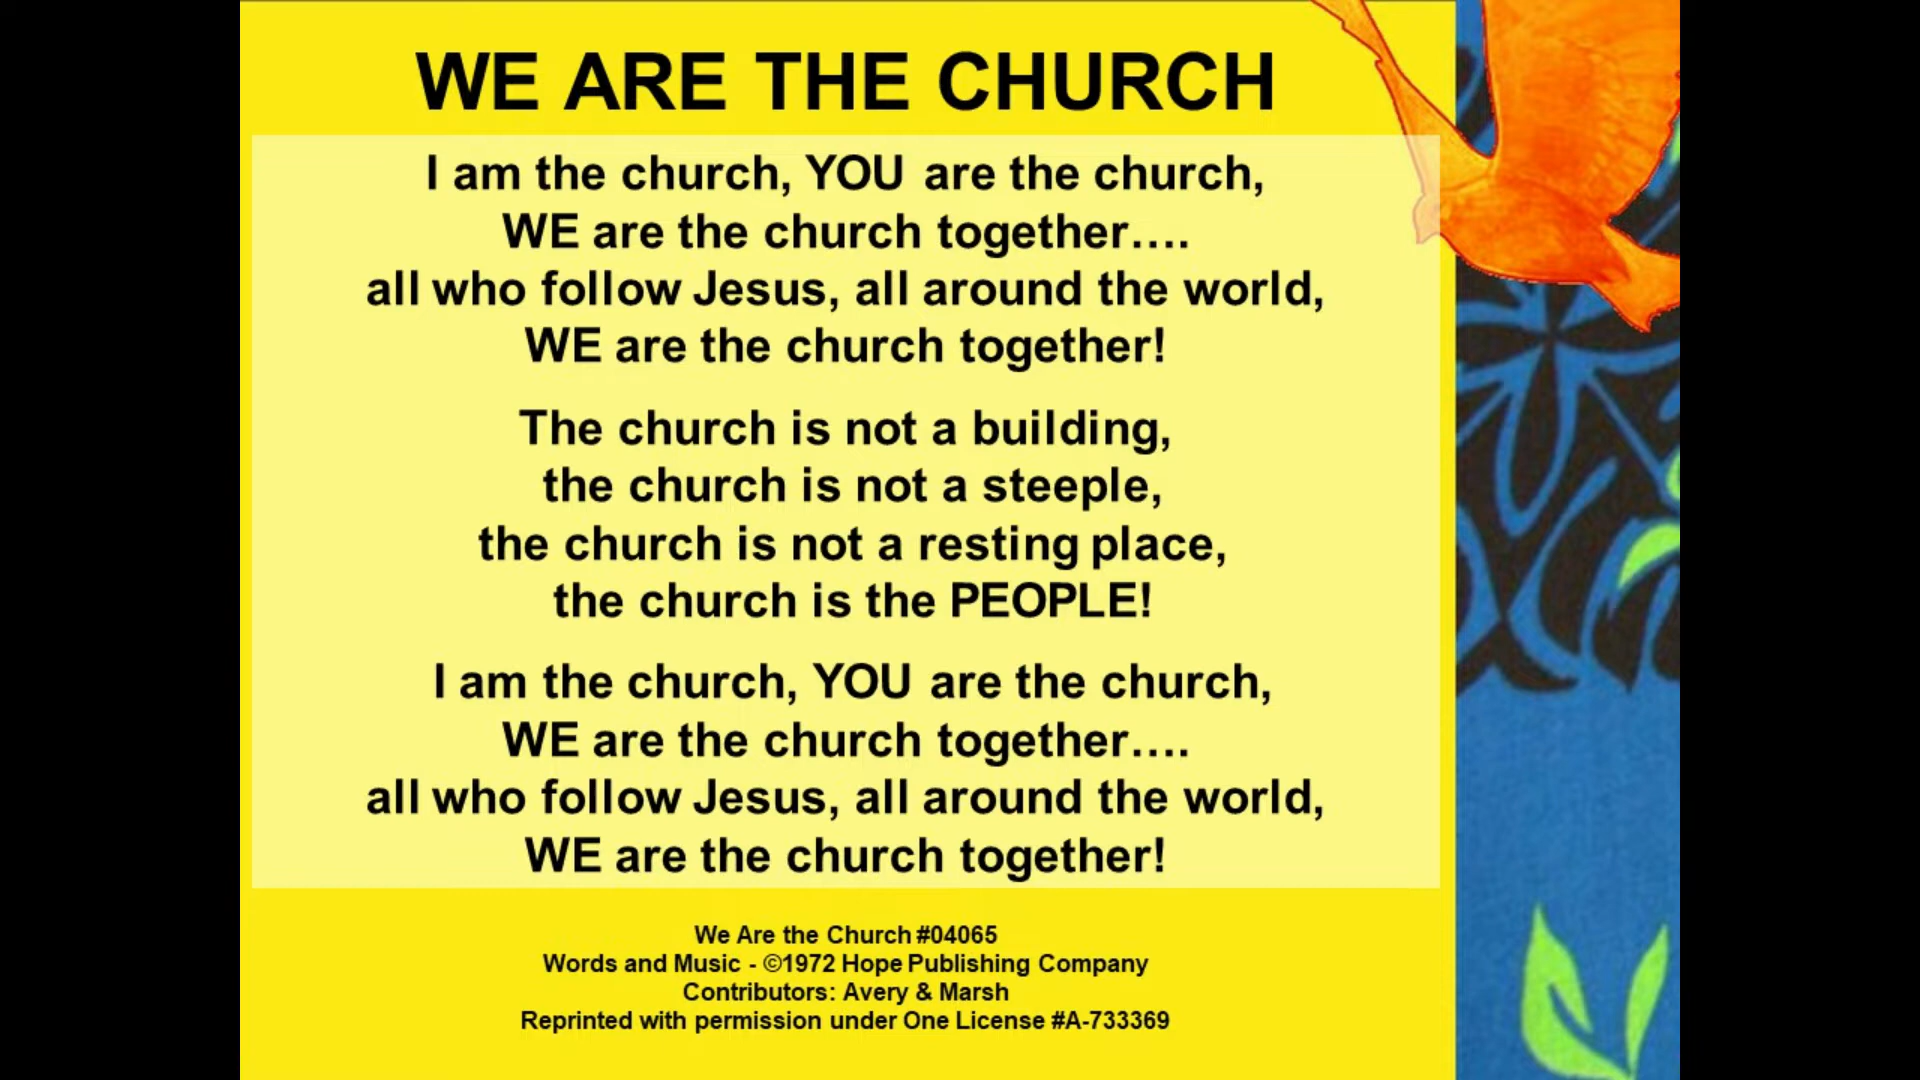 WE ARE THE CHURCH
I am the church, YOU are the church,
WE are the church together….
all who follow Jesus, all around the world,
WE are the church together!
The church is not a building,
the church is not a steeple,
the church is not a resting place,
the church is the PEOPLE!
I am the church, YOU are the church,
WE are the church together….
all who follow Jesus, all around the world,
WE are the church together!
We Are the Church #04065
Words and Music - ©1972 Hope Publishing Company
Contributors: Avery & Marsh
Reprinted with permission under One License #A-733369